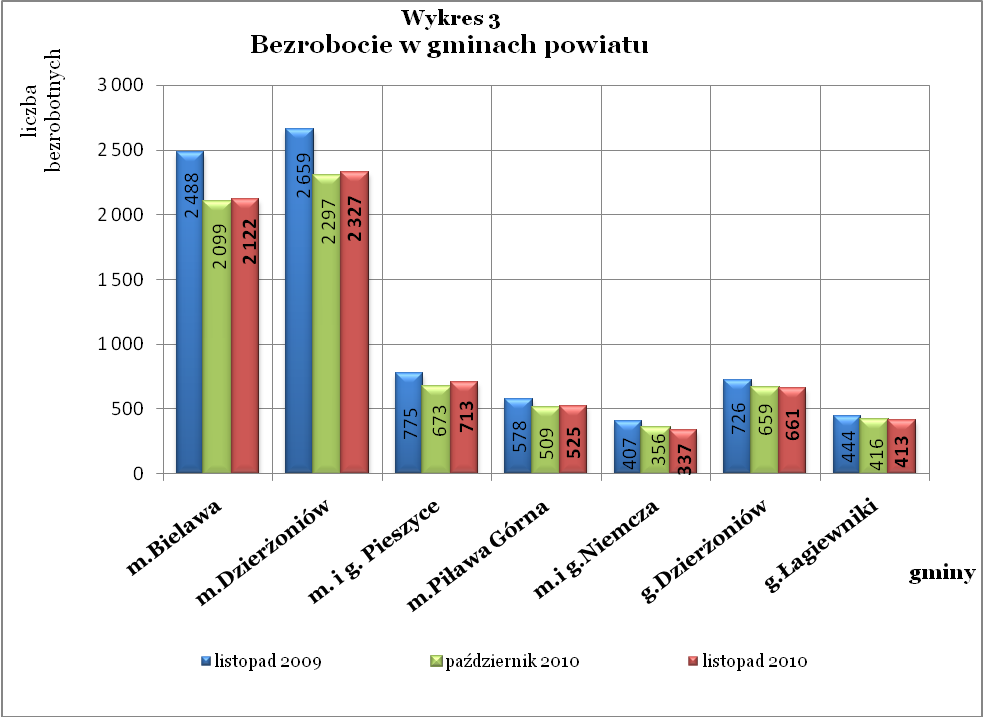 Wykres 3
Bezrobocie w gminach powiatu
liczba
bezrobotnych
3 000
2 500
2 000
1 500
1 000
500
0
2 488
2 099
2 122
2 659
2 297
2 327
775
673
713
578
509
525
407
356
337
726
659
661
444
416
413
m.Bielawa
m.Dzierżoniów
m. i g. Pieszyce
m.Piława Górna
m.i g.Niemcza
g.Dzierżoniów
g.Łagiewniki
gminy
listopad 2009
październik 2010
listopad 2010